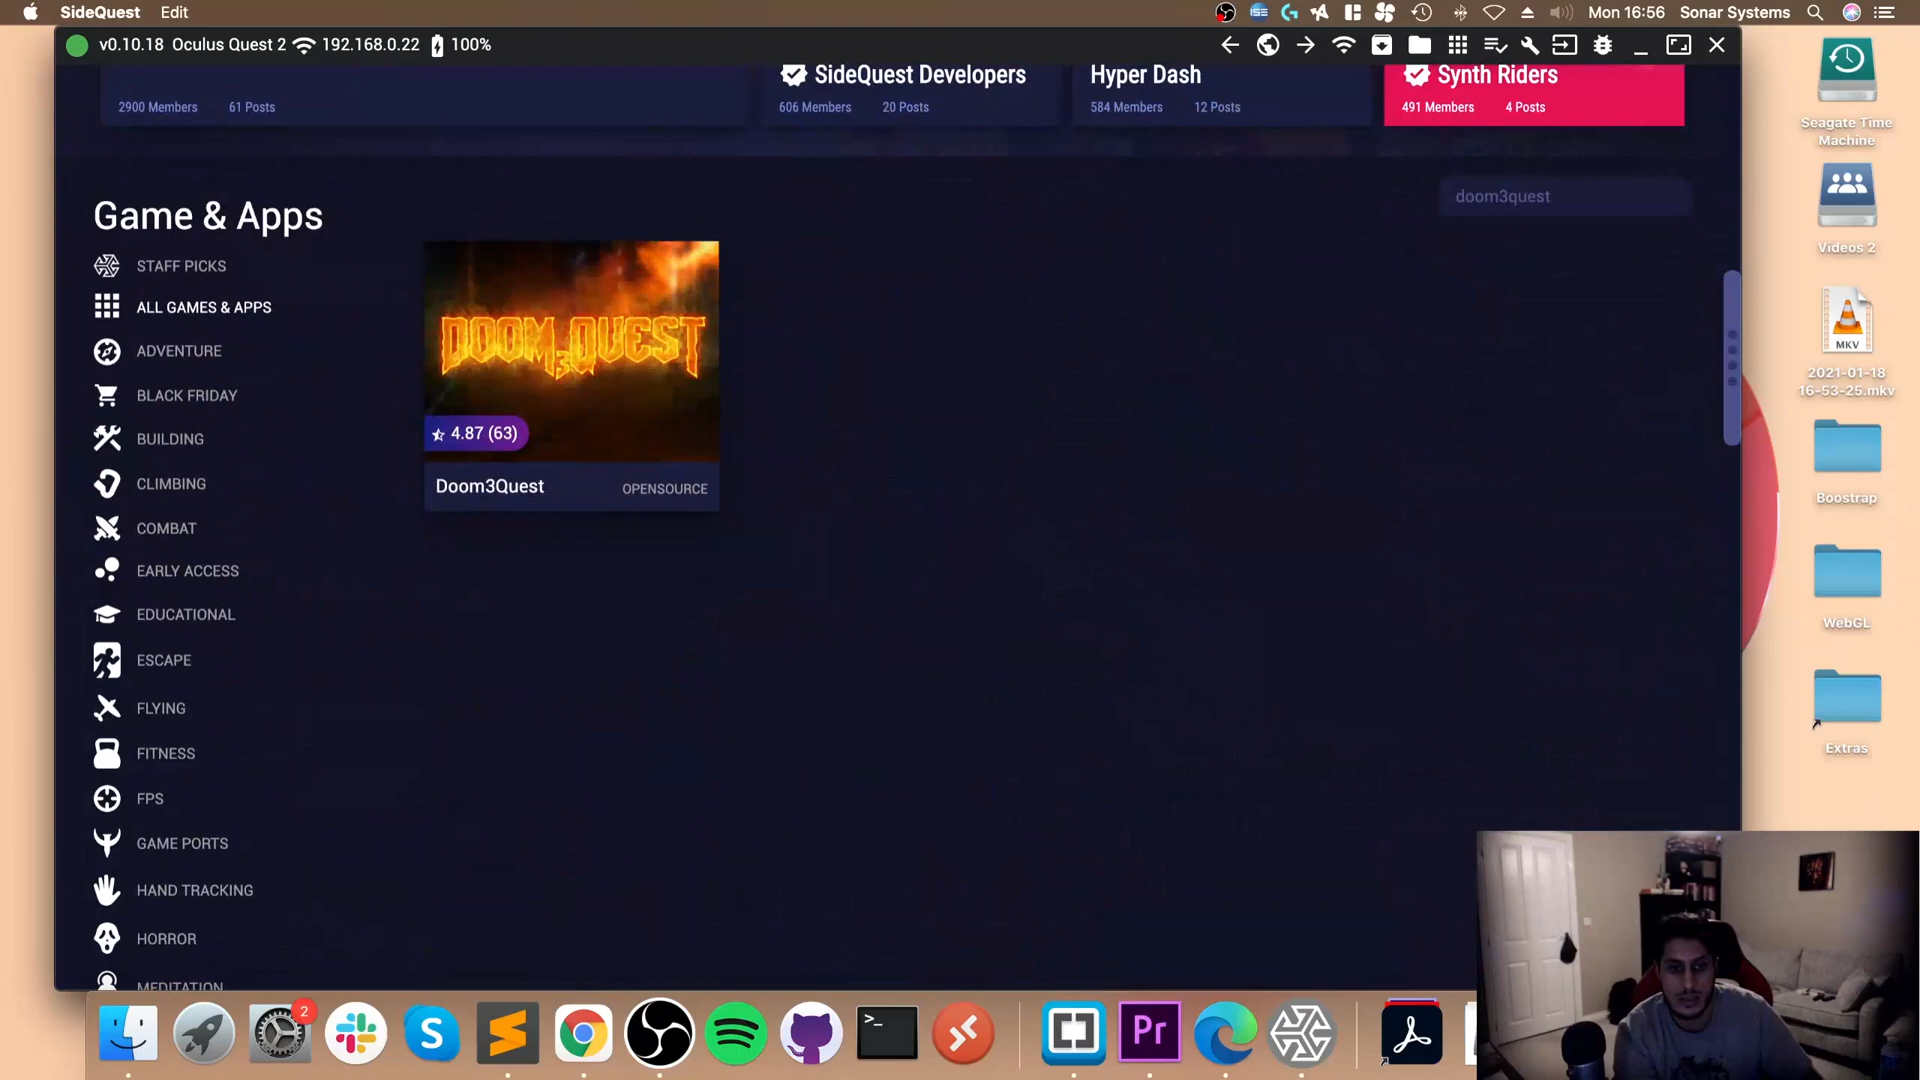 SideQuest Edit Mon 16:56 Sonar Systems
v0.10.18 Oculus Quest 2 192.168.0.22 100%
SideQuest Developers Hyper Dash Synth Riders
2900 Members 61 Posts 606 Members 20 Posts 584 Members 12 Posts 491 Members 4 Posts
Game & Apps
doom3quest
STAFF PICKS
ALL GAMES & APPS
ADVENTURE
BLACK FRIDAY
BUILDING
CLIMBING
COMBAT
EARLY ACCESS
EDUCATIONAL
ESCAPE
FLYING
FITNESS
FPS
GAME PORTS
HAND TRACKING
HORROR
MEDITATION
DOOM3QUEST
4.87 (63)
Doom3Quest OPENSOURCE
Seagate Time
Machine
Videos 2
MKV
2021-01-18
16-53-25.mkv
Boostrap
WebGL
Extras
2
S
>_
Pr